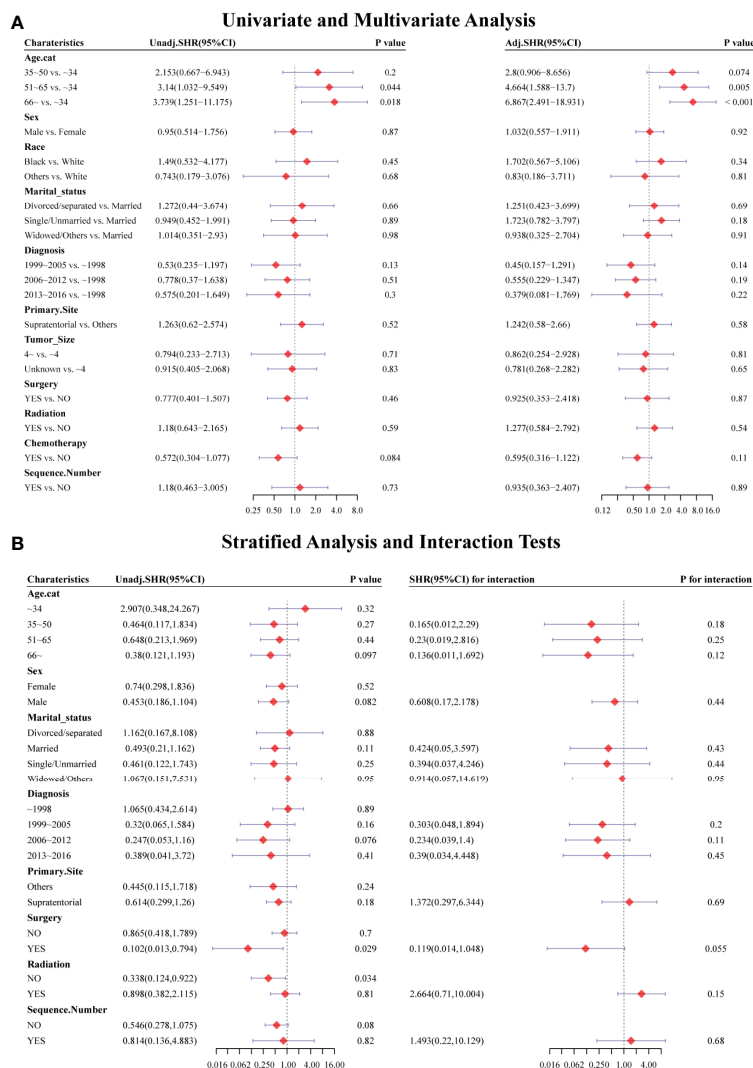 A
Univariate and Multivariate Analysis
Charateristics Unadj.SHR(95%CI) P value Adj.SHR(95%CI) P value
Age.cat
35~50 vs. ~34 2.153(0.667−6.943) 0.2 2.8(0.906−8.656) 0.074
51~65 vs. ~34 3.14(1.032−9.549) 0.044 4.664(1.588−13.7) 0.005
66~ vs. ~34 3.739(1.251−11.175) 0.018 6.867(2.491−18.931) < 0.001
Sex
Male vs. Female 0.95(0.514−1.756) 0.87 1.032(0.557−1.911) 0.92
Race
Black vs. White 1.49(0.532−4.177) 0.45 1.702(0.567−5.106) 0.34
Others vs. White 0.743(0.179−3.076) 0.68 0.83(0.186−3.711) 0.81
Marital_status
Divorced/separated vs. Married 1.272(0.44−3.674) 0.66 1.251(0.423−3.699) 0.69
Single/Unmarried vs. Married 0.949(0.452−1.991) 0.89 1.723(0.782−3.797) 0.18
Widowed/Others vs. Married 1.014(0.351−2.93) 0.98 0.938(0.325−2.704) 0.91
Diagnosis
1999~2005 vs. ~1998 0.53(0.235−1.197) 0.13 0.45(0.157−1.291) 0.14
2006~2012 vs. ~1998 0.778(0.37−1.638) 0.51 0.555(0.229−1.347) 0.19
2013~2016 vs. ~1998 0.575(0.201−1.649) 0.3 0.379(0.081−1.769) 0.22
Primary.Site
Supratentorial vs. Others 1.263(0.62−2.574) 0.52 1.242(0.58−2.66) 0.58
Tumor_Size
4~ vs. ~4 0.794(0.233−2.713) 0.71 0.862(0.254−2.928) 0.81
Unknown vs. ~4 0.915(0.405−2.068) 0.83 0.781(0.268−2.282) 0.65
Surgery
YES vs. NO 0.777(0.401−1.507) 0.46 0.925(0.353−2.418) 0.87
Radiation
YES vs. NO 1.18(0.643−2.165) 0.59 1.277(0.584−2.792) 0.54
Chemotherapy
YES vs. NO 0.572(0.304−1.077) 0.084 0.595(0.316−1.122) 0.11
Sequence.Number
YES vs. NO 1.18(0.463−3.005) 0.73 0.935(0.363−2.407) 0.89
0.25 0.50 1.0 2.0 4.0 8.0 0.12 0.50 1.0 2.0 4.0 8.0 16.0
B
Stratified Analysis and Interaction Tests
Charateristics Unadj.SHR(95%CI) P value SHR(95%CI) for interaction P for interaction
Age.cat
~34 2.907(0.348,24.267) 0.32
35~50 0.464(0.117,1.834) 0.27 0.165(0.012,2.29) 0.18
51~65 0.648(0.213,1.969) 0.44 0.23(0.019,2.816) 0.25
66~ 0.38(0.121,1.193) 0.097 0.136(0.011,1.692) 0.12
Sex
Female 0.74(0.298,1.836) 0.52
Male 0.453(0.186,1.104) 0.082 0.608(0.17,2.178) 0.44
Marital_status
Divorced/separated 1.162(0.167,8.108) 0.88
Married 0.493(0.21,1.162) 0.11 0.424(0.05,3.597) 0.43
Single/Unmarried 0.461(0.122,1.743) 0.25 0.394(0.037,4.246) 0.44
Widowed/Others 1.067(0.151,7.531) 0.95 0.914(0.057,14.619) 0.95
Diagnosis
~1998 1.065(0.434,2.614) 0.89
1999~2005 0.32(0.065,1.584) 0.16 0.303(0.048,1.894) 0.2
2006~2012 0.247(0.053,1.16) 0.076 0.234(0.039,1.4) 0.11
2013~2016 0.389(0.041,3.72) 0.41 0.39(0.034,4.448) 0.45
Primary.Site
Others 0.445(0.115,1.718) 0.24
Supratentorial 0.614(0.299,1.26) 0.18 1.372(0.297,6.344) 0.69
Surgery
NO 0.865(0.418,1.789) 0.7
YES 0.102(0.013,0.794) 0.029 0.119(0.014,1.048) 0.055
Radiation
NO 0.338(0.124,0.922) 0.034
YES 0.898(0.382,2.115) 0.81 2.664(0.71,10.004) 0.15
Sequence.Number
NO 0.546(0.278,1.075) 0.08
YES 0.814(0.136,4.883) 0.82 1.493(0.22,10.129) 0.68
0.016 0.062 0.250 1.00 4.00 16.00 0.016 0.062 0.250 1.00 4.00